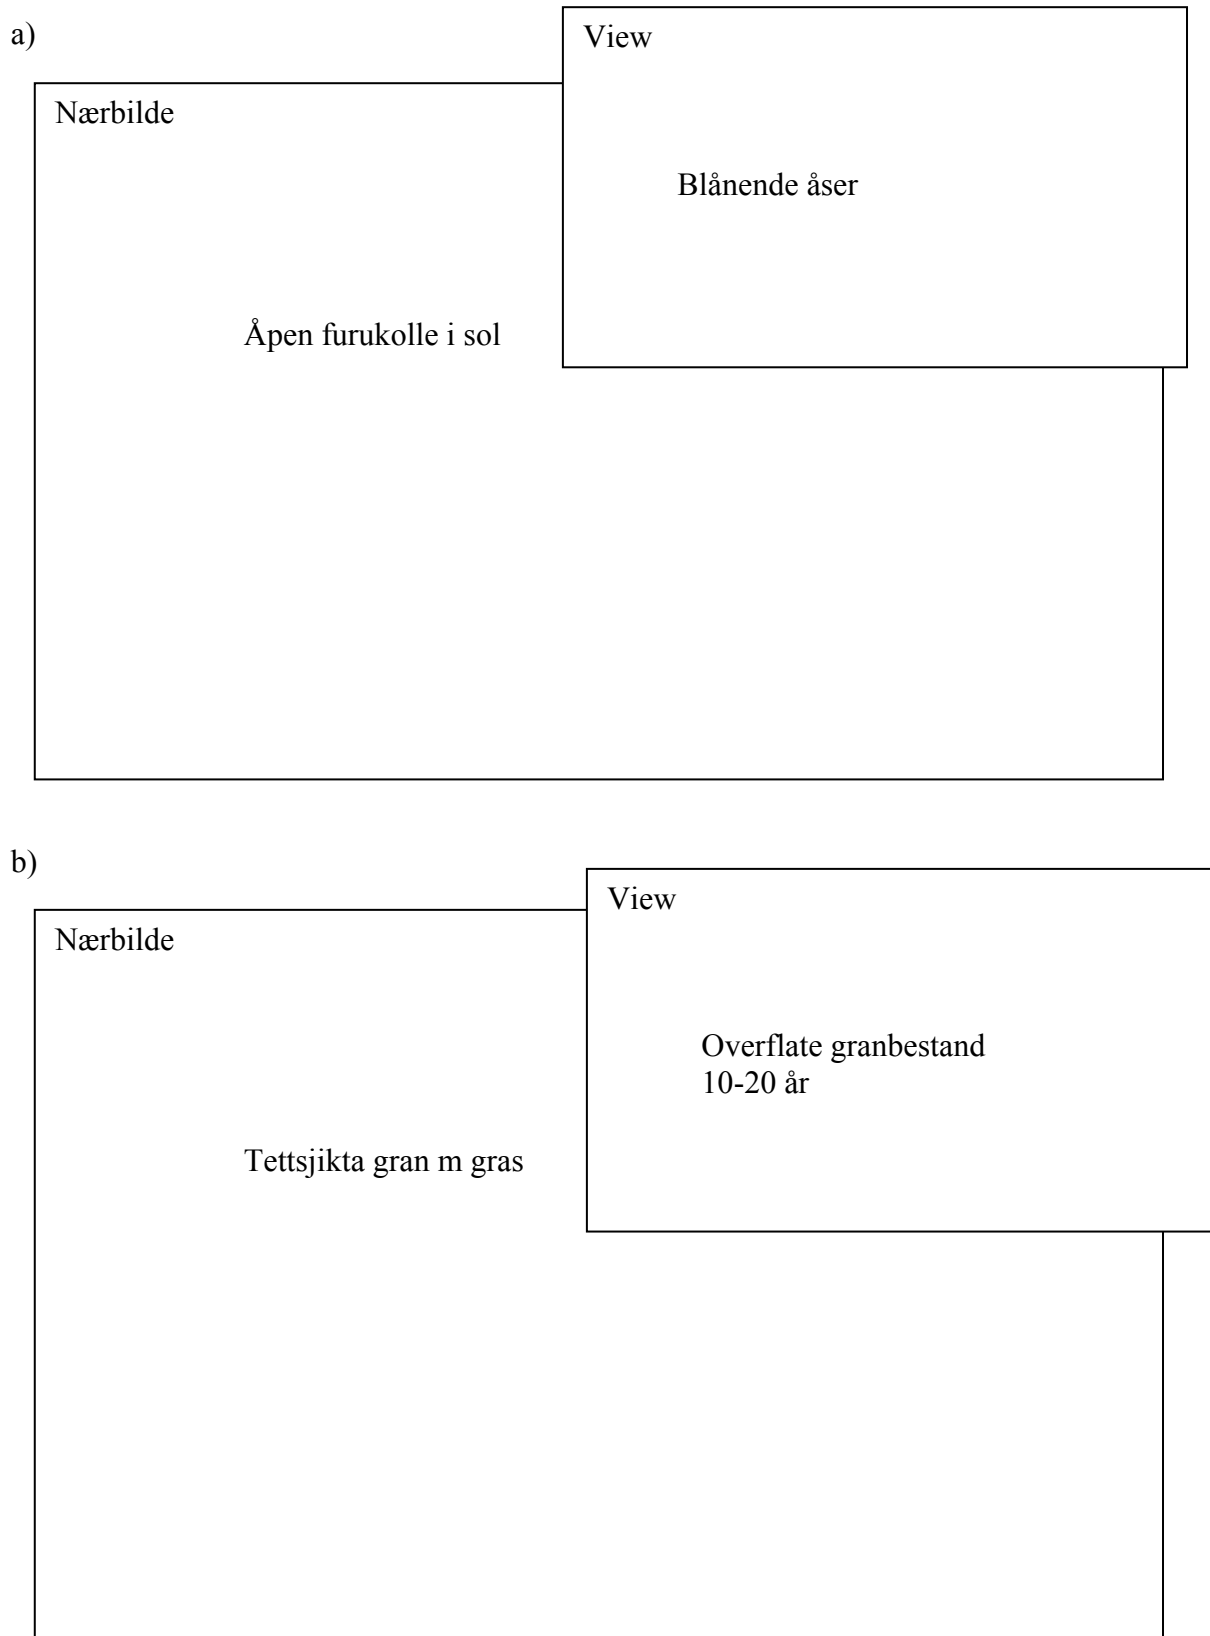 a)
View
Nærbilde
Blånende åser
Åpen furukolle i sol
b)
View
Nærbilde
Overflate granbestand
10-20 år
Tettsjikta gran m gras